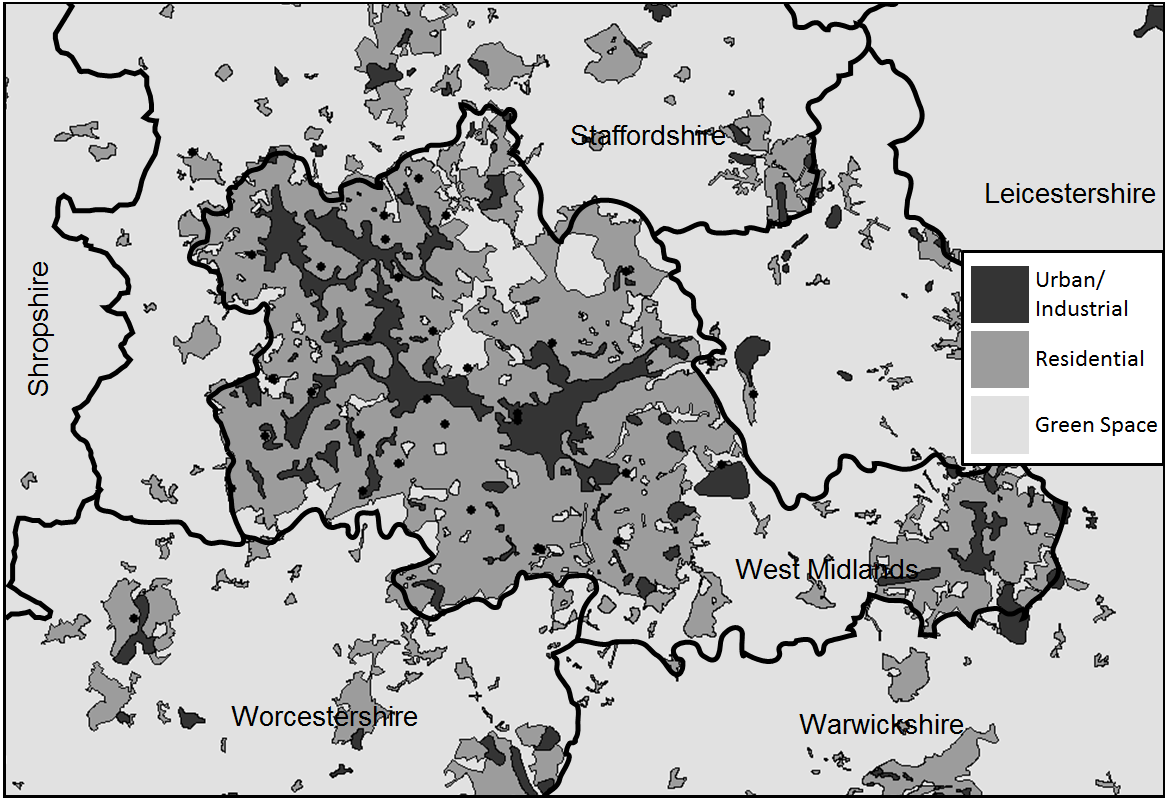 Staffordshire
Leicestershire
Shropshire
Urban/
Industrial
Residential
Green Space
West Midlands
Worcestershire
Warwickshire